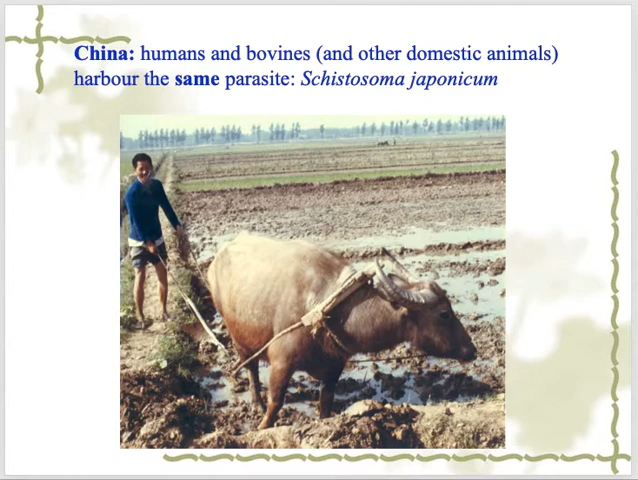 China: humans and bovines (and other domestic animals)
harbour the same parasite: Schistosoma japonicum